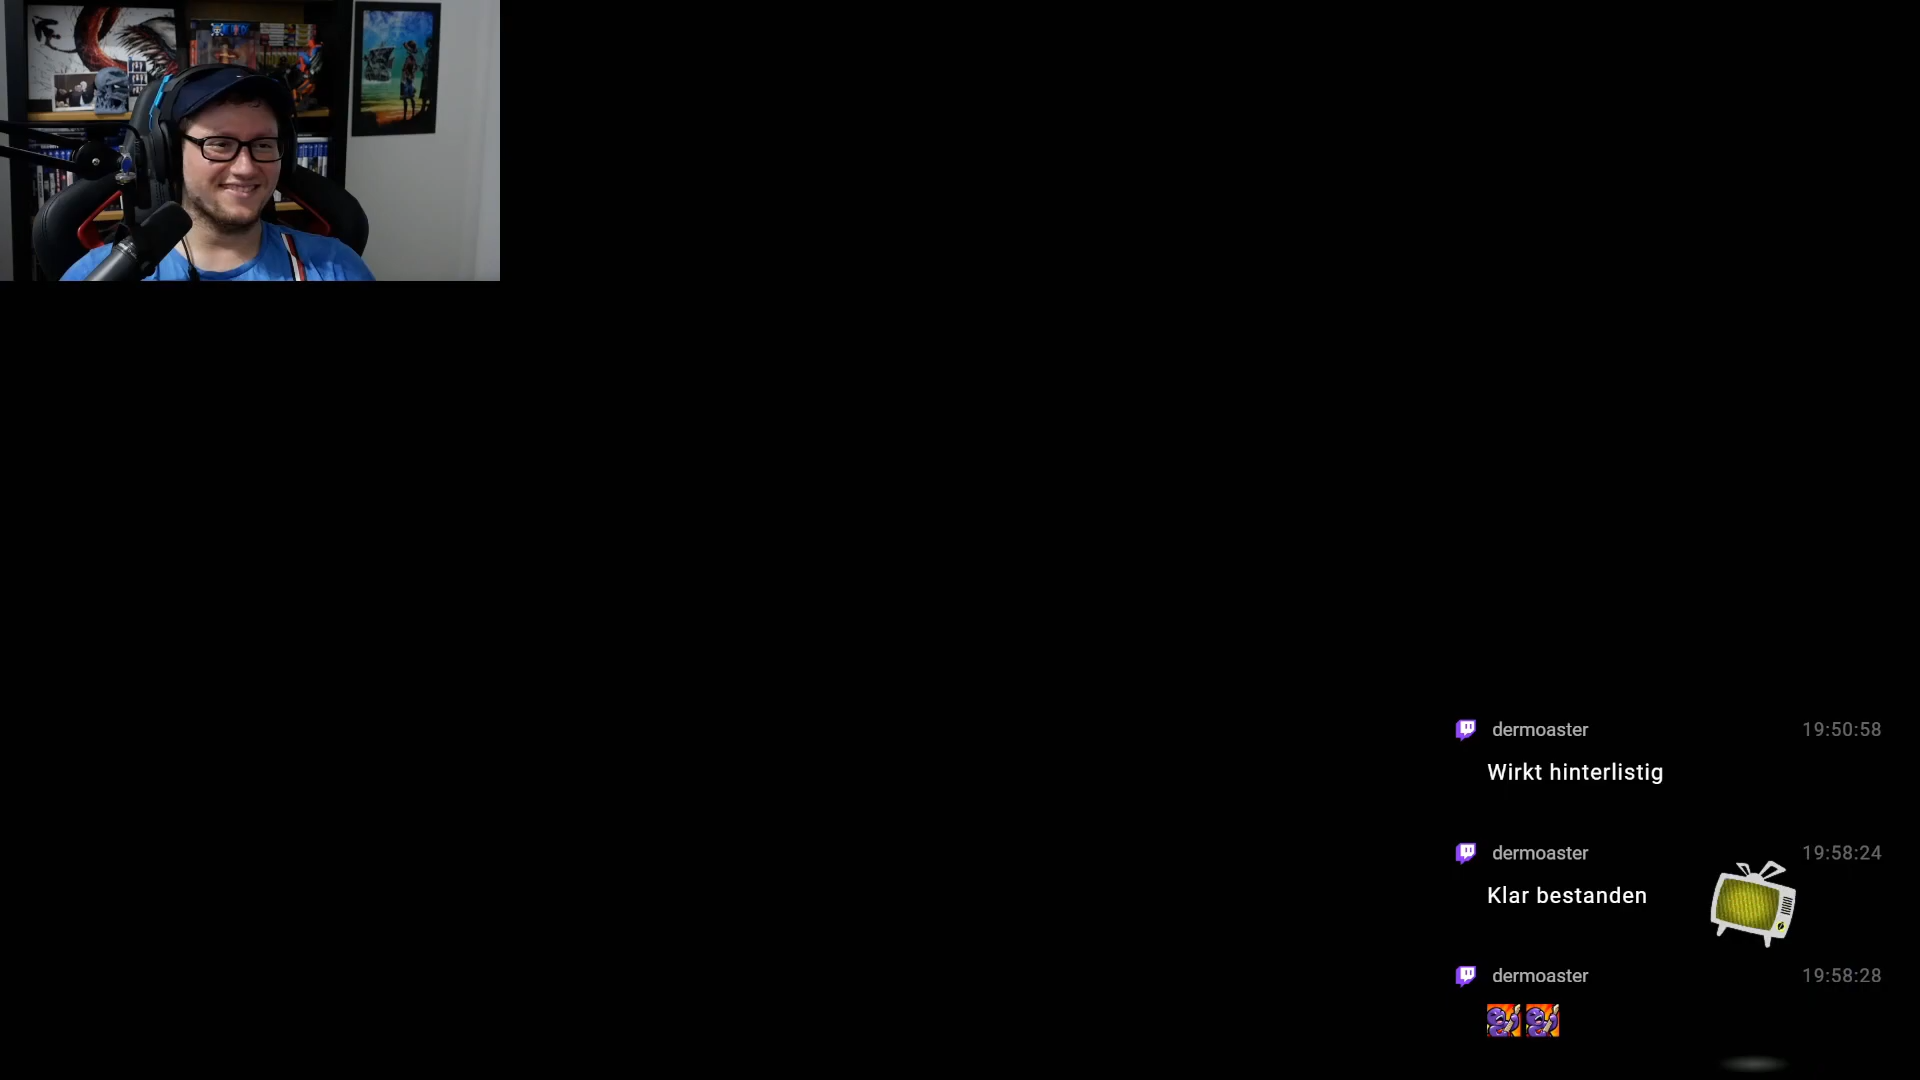 dermoaster 19:50:58
Wirkt hinterlistig
dermoaster 19:58:24
Klar bestanden
dermoaster 19:58:28